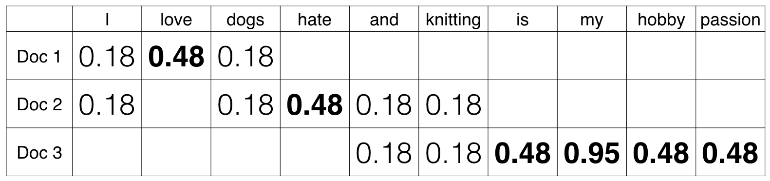 I love dogs hate and knitting is my hobby passion
Doc 1 0.18 0.48 0.18
Doc 2 0.18 0.18 0.48 0.18 0.18
Doc 3 0.18 0.18 0.48 0.95 0.48 0.48